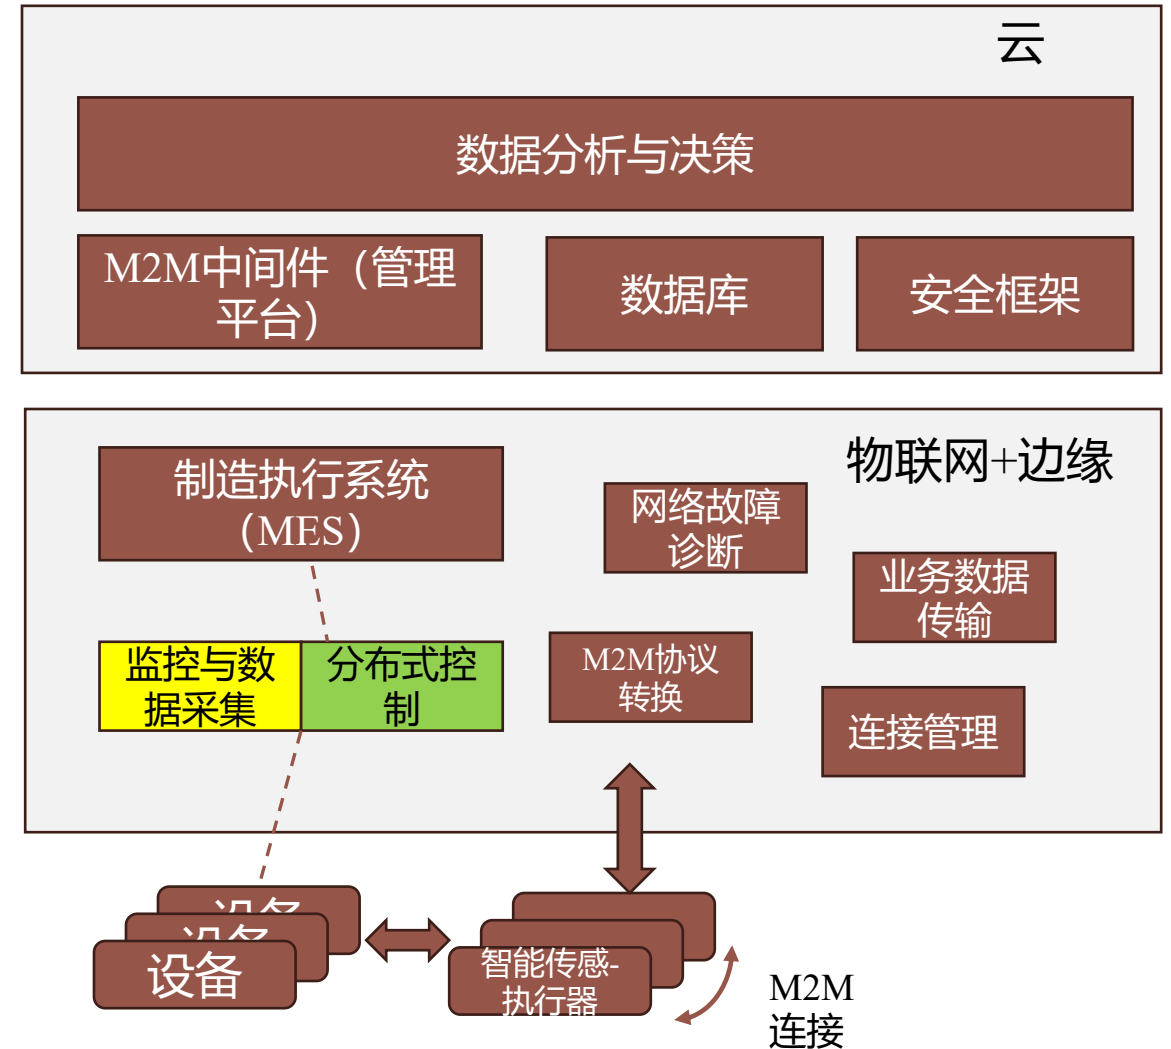 云
数据分析与决策
M2M中间件（管理
平台）
数据库
安全框架
物联网+边缘
制造执行系统
（MES）
网络故障
诊断
业务数据
传输
监控与数
据采集
分布式控
制
M2M协议
转换
连接管理
设备
设备
设备
智能传感-
执行器
M2M
连接